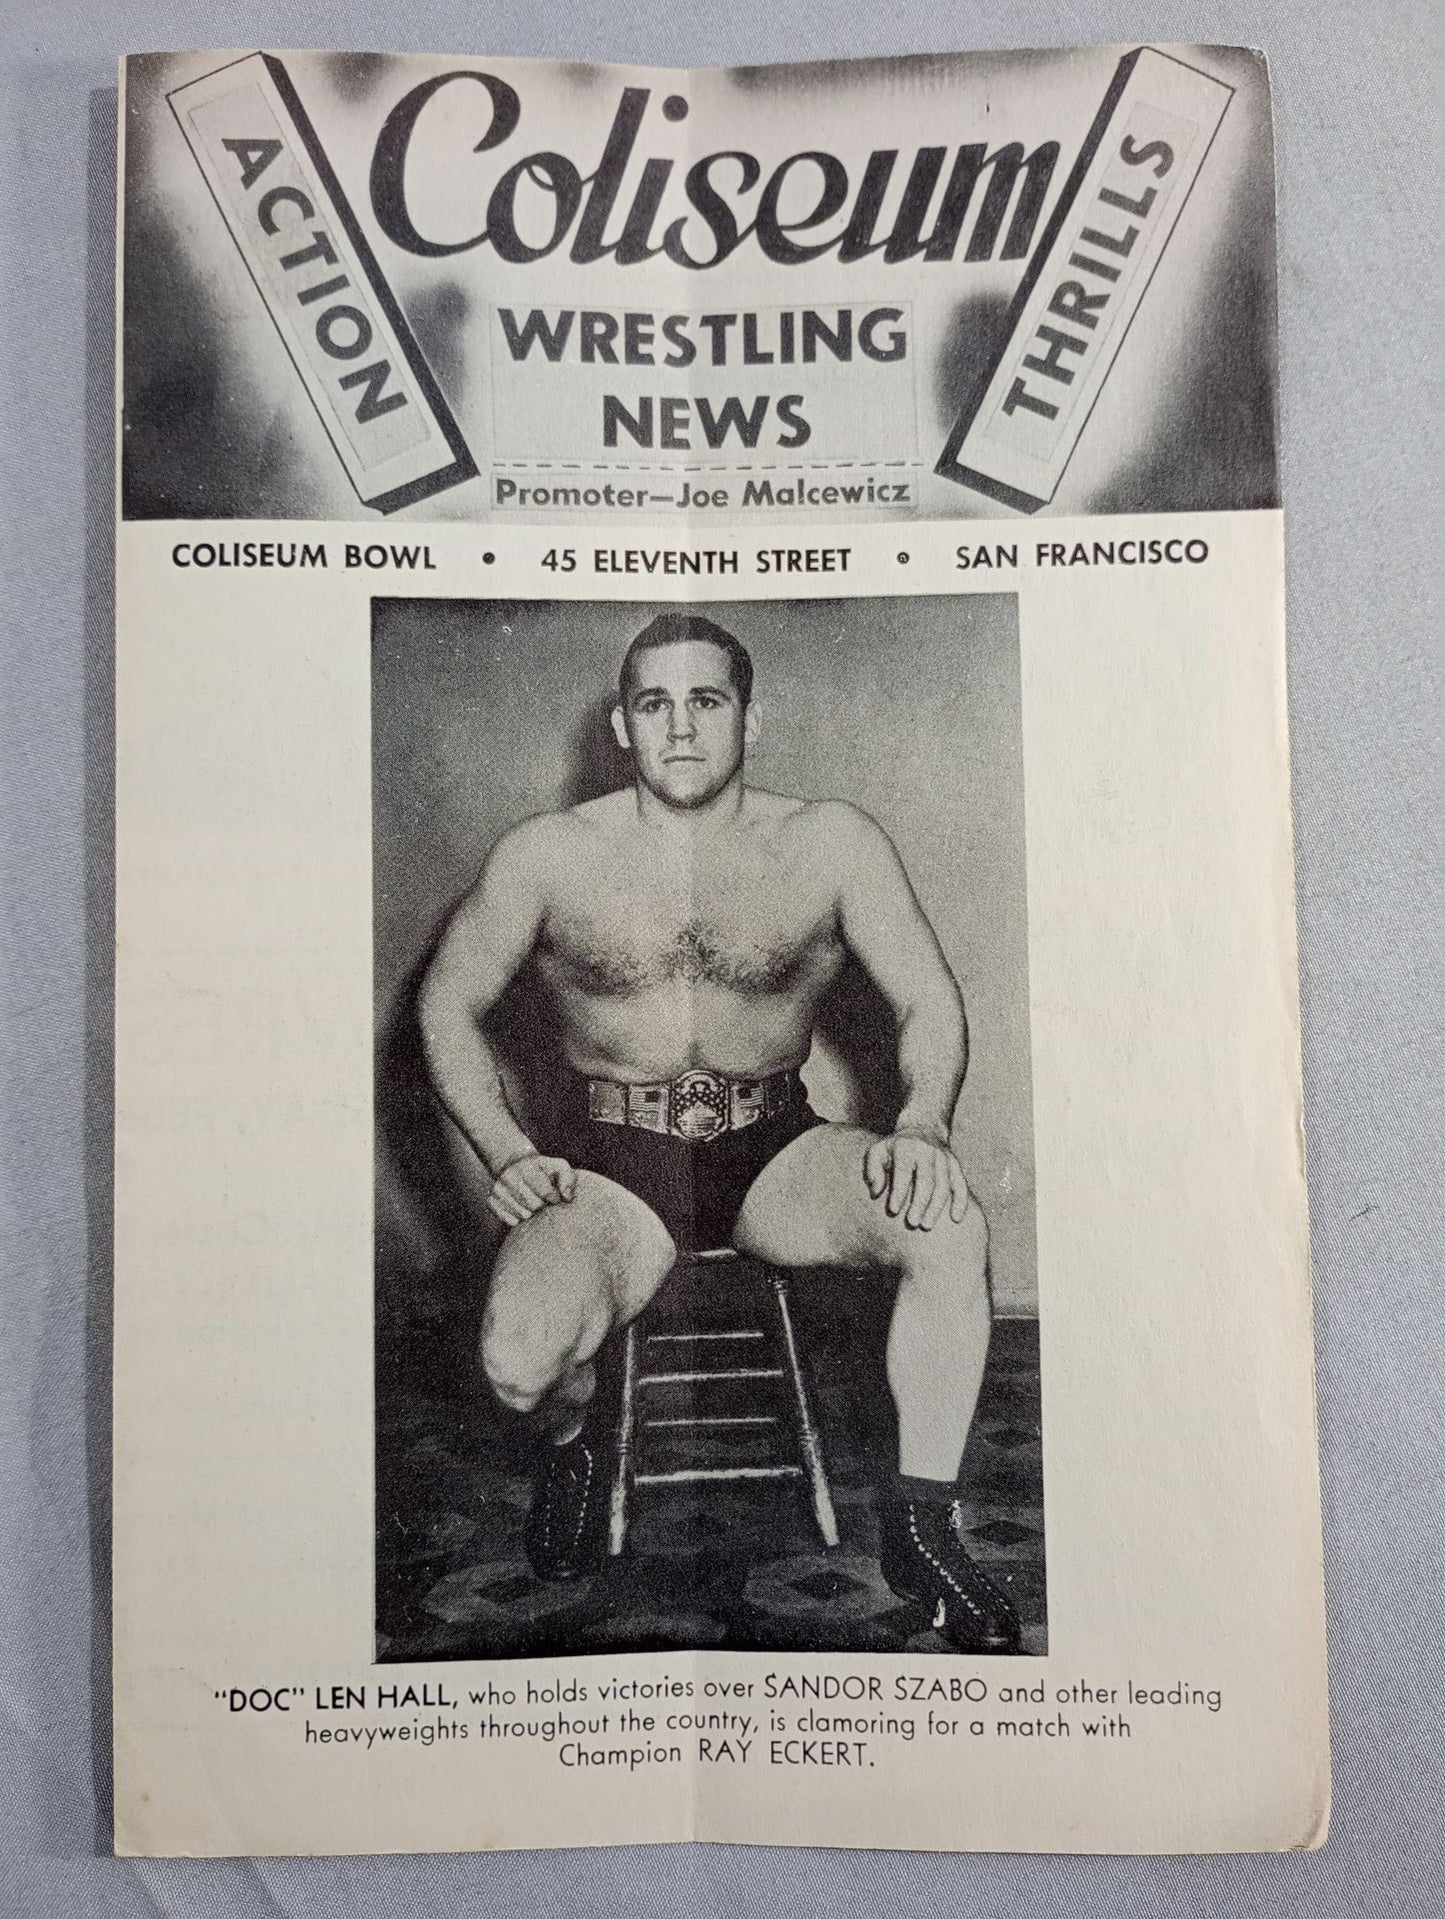 ACTION
Coliseum
THRILLS
WRESTLING
NEWS
Promoter—Joe Malcewicz
COLISEUM BOWL • 45 ELEVENTH STREET • SAN FRANCISCO
"DOC" LEN HALL, who holds victories over SANDOR SZABO and other leading
heavyweights throughout the country, is clamoring for a match with
Champion RAY ECKERT.